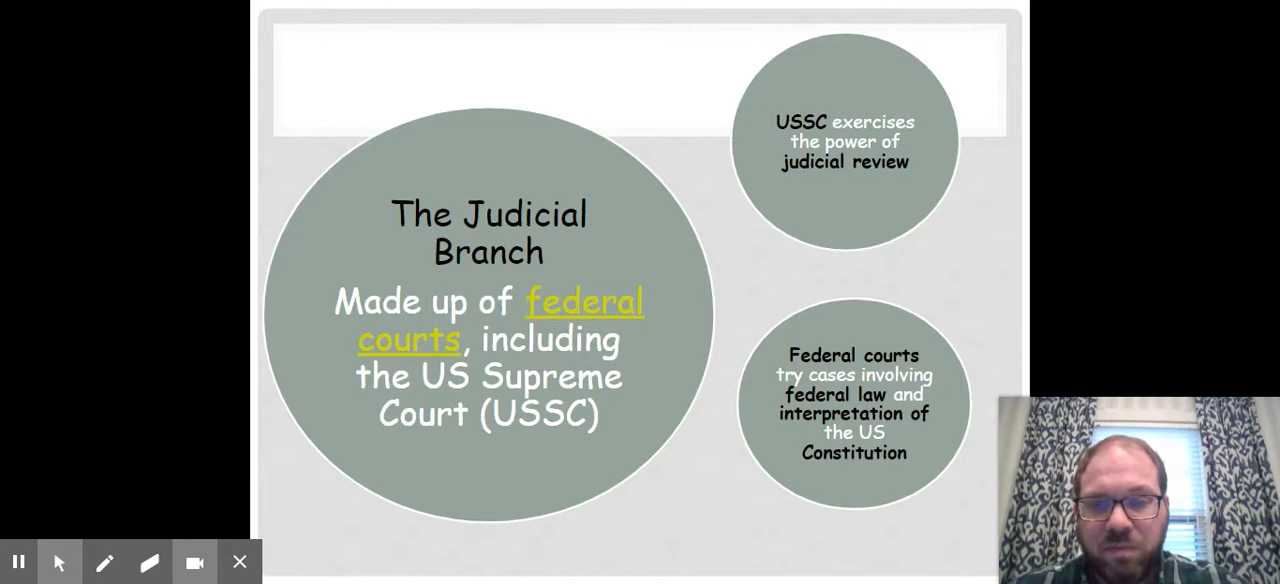 The Judicial
Branch
Made up of federal
courts, including
the US Supreme
Court (USSC)
USSC exercises
the power of
judicial review
Federal courts
try cases involving
federal law and
interpretation of
the US
Constitution